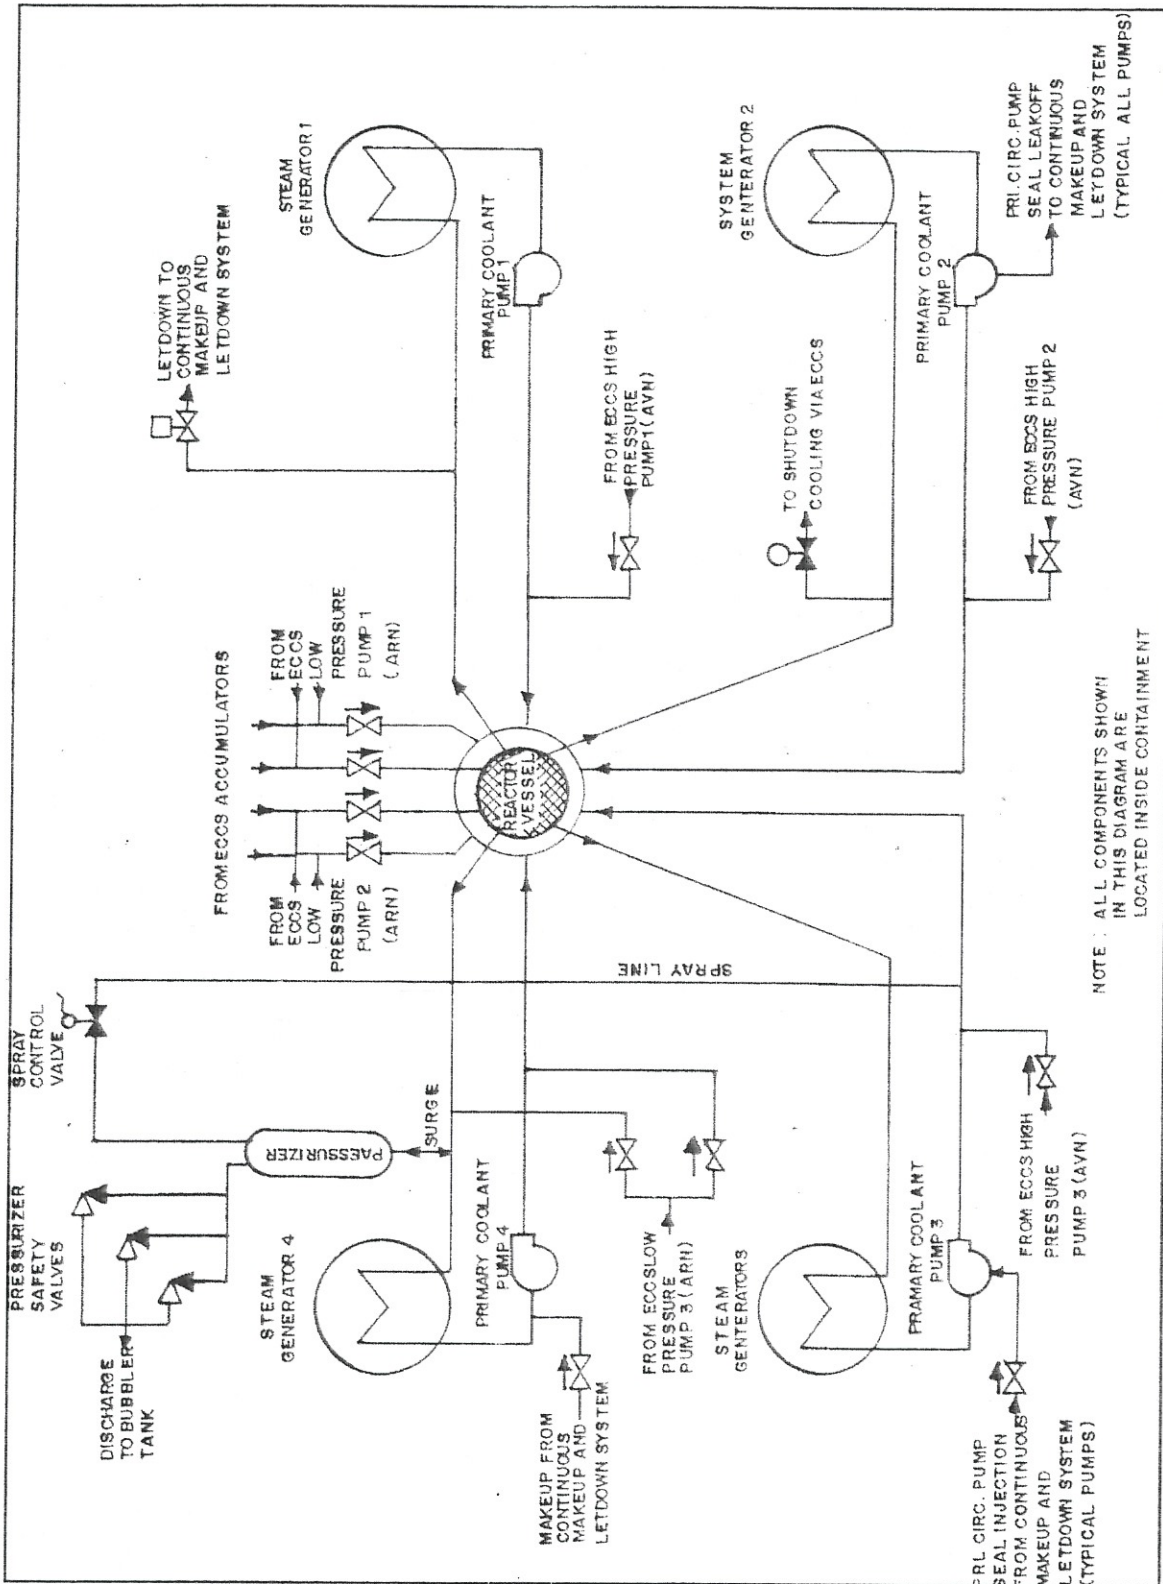 PRESSURIZER
SAFETY
VALVES
SPRAY
CONTROL
VALVE
DISCHARGE
TO BUBBLER
TANK
PAESSURIZER
SURGE
SPRAY LINE
FROM ECCS ACCUMULATORS
FROM
ECCS
LOW
PRESSURE
PUMP 2
(ARN)
FROM
ECCS
LOW
PRESSURE
PUMP 1
(ARN)
LETDOWN TO
CONTINUOUS
MAKEUP AND
LETDOWN SYSTEM
STEAM
GENERATOR 1
STEAM
GENERATOR 4
PRIMARY COOLANT
PUMP 4
REACTOR
VESSEL
PRIMARY COOLANT
PUMP 1
MAKEUP FROM
CONTINUOUS
MAKEUP AND
LETDOWN SYSTEM
FROM ECCSLOW
PRESSURE
PUMP 3 (ARN)
FROM ECCS HIGH
PRESSURE
PUMP1 (AVN)
STEAM
GENTERATORS
TO SHUTDOWN
COOLING VIA ECCS
SYSTEM
GENTERATOR 2
PRAMARY COOLANT
PUMP 3
PRIMARY COOLANT
PUMP 2
PRI. CIRC. PUMP
SEAL INJECTION
FROM CONTINUOUS
MAKEUP AND
LETDOWN SYSTEM
(TYPICAL PUMPS)
FROM ECCS HIGH
PRESSURE
PUMP 3 (AVN)
FROM ECCS HIGH
PRESSURE PUMP 2
(AVN)
PRI. CIRC. PUMP
SEAL LEAKOFF
TO CONTINUOUS
MAKEUP AND
LETDOWN SYSTEM
(TYPICAL ALL PUMPS)
NOTE : ALL COMPONENTS SHOWN
IN THIS DIAGRAM ARE
LOCATED INSIDE CONTAINMENT